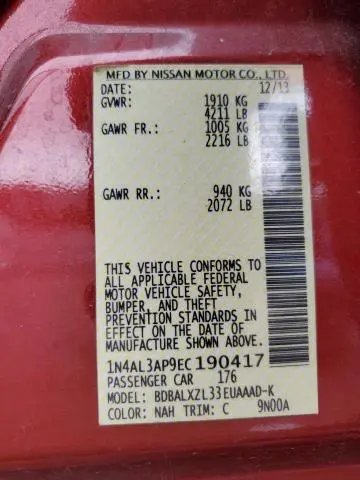 MFD BY NISSAN MOTOR CO., LTD.
DATE: 12/13
GVWR: 1910 KG
4211 LB
GAWR FR.: 1005 KG
2216 LB
GAWR RR.: 940 KG
2072 LB
THIS VEHICLE CONFORMS TO
ALL APPLICABLE FEDERAL
MOTOR VEHICLE SAFETY,
BUMPER, AND THEFT
PREVENTION STANDARDS IN
EFFECT ON THE DATE OF
MANUFACTURE SHOWN ABOVE.
1N4AL3AP9EC190417
PASSENGER CAR 176
MODEL: BDBALXZL33EUAAAD-K
COLOR: NAH TRIM: C 9N00A